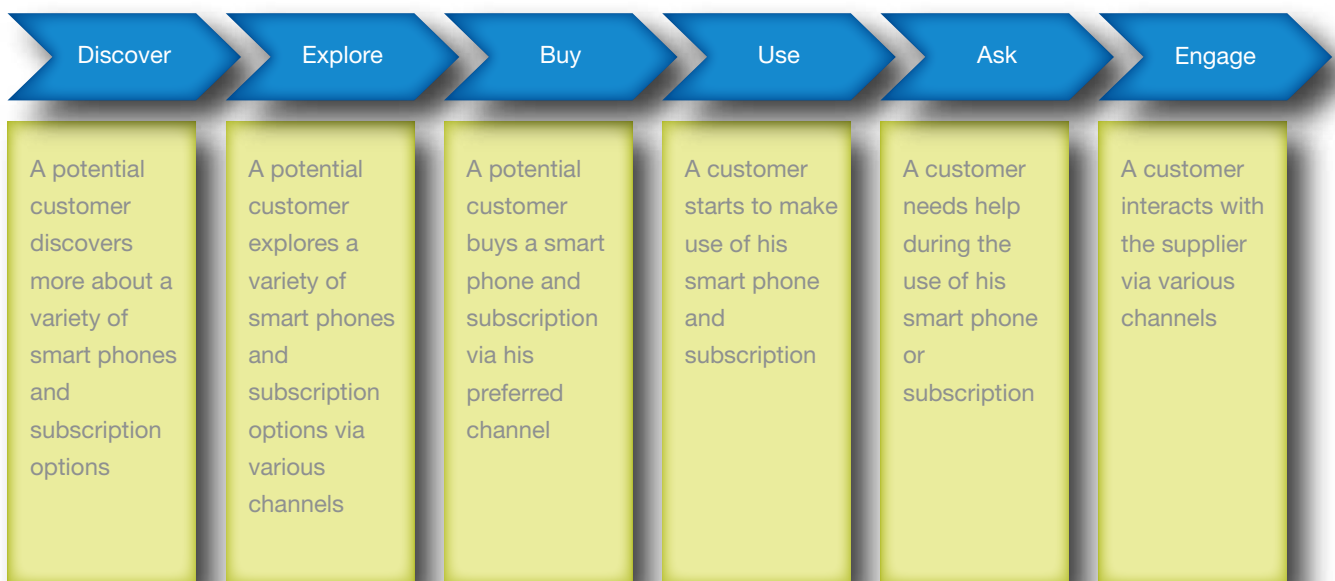 Discover
Explore
Buy
Use
Ask
Engage
A potential
customer
discovers
more about a
variety of
smart phones
and
subscription
options
A potential
customer
explores a
variety of
smart phones
and
subscription
options via
various
channels
A potential
customer
buys a smart
phone and
subscription
via his
preferred
channel
A customer
starts to make
use of his
smart phone
and
subscription
A customer
needs help
during the
use of his
smart phone
or
subscription
A customer
interacts with
the supplier
via various
channels